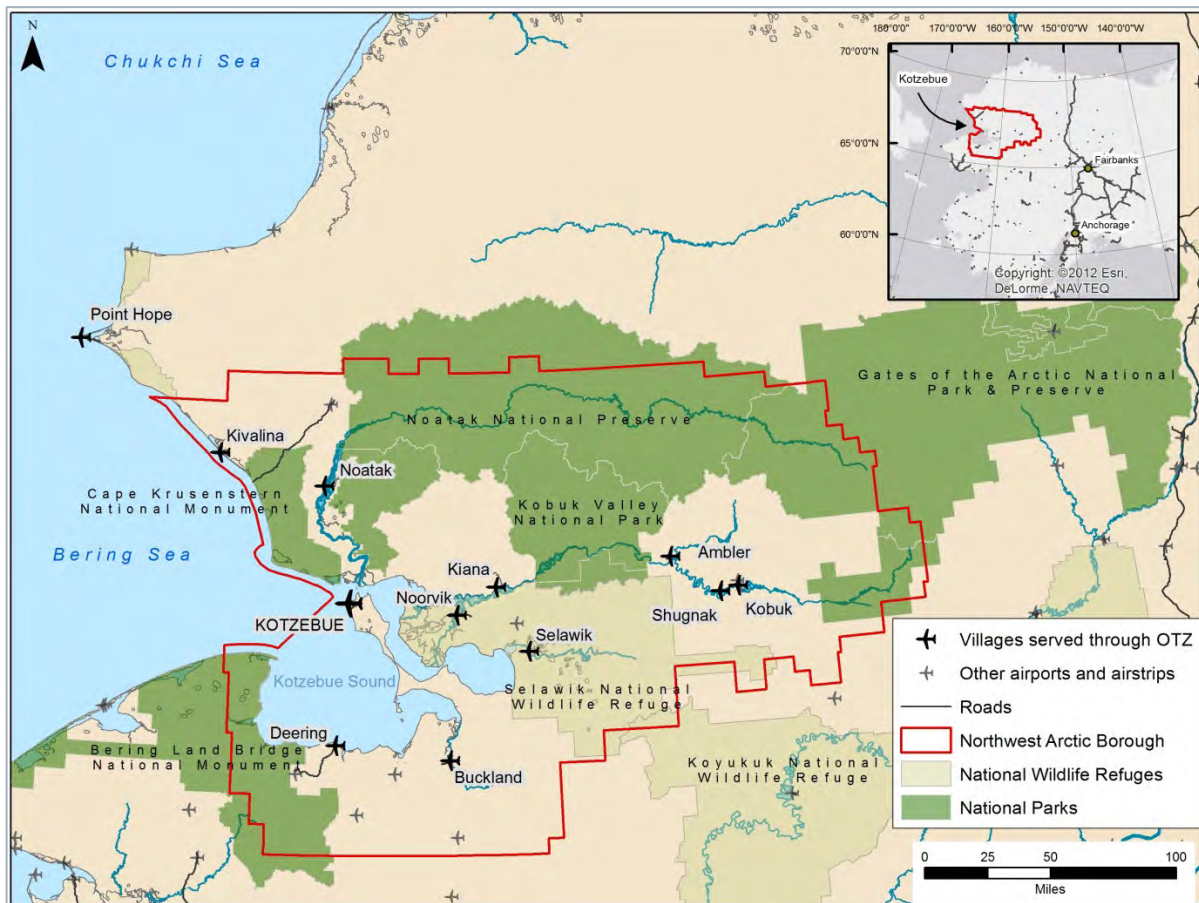 N
Chukchi Sea
Point Hope
Kivalina
Noatak
Noatak National Preserve
Gates of the Arctic National
Park & Preserve
Cape Krusenstern
National Monument
Kobuk Valley
National Park
Bering Sea
Ambler
Kiana
Noorvik
Shugnak
Kobuk
KOTZEBUE
Selawik
Kotzebue Sound
Selawik National
Wildlife Refuge
Deering
Bering Land Bridge
National Monument
Buckland
Koyukuk National
Wildlife Refuge
180°0'0"W
170°0'0"W
160°0'0"W
150°0'0"W
140°0'0"W
70°0'0"N
65°0'0"N
60°0'0"N
Kotzebue
Fairbanks
Anchorage
Copyright: ©2012 Esri,
DeLorme, NAVTEQ
Villages served through OTZ
Other airports and airstrips
Roads
Northwest Arctic Borough
National Wildlife Refuges
National Parks
0 25 50 100
Miles